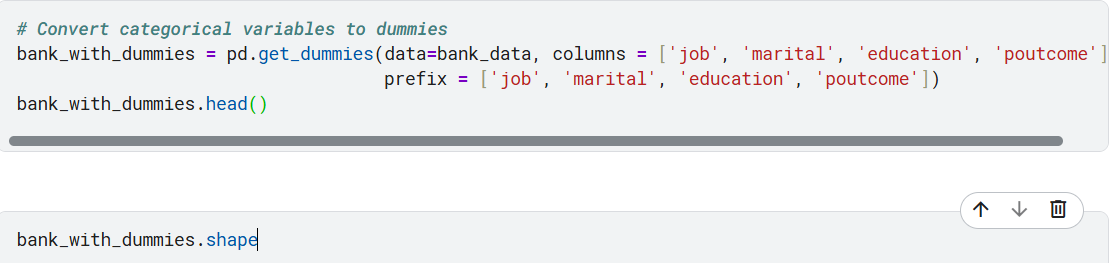 # Convert categorical variables to dummies
bank_with_dummies = pd.get_dummies(data=bank_data, columns = ['job', 'marital', 'education', 'poutcome']
prefix = ['job', 'marital', 'education', 'poutcome'])
bank_with_dummies.head()
bank_with_dummies.shape